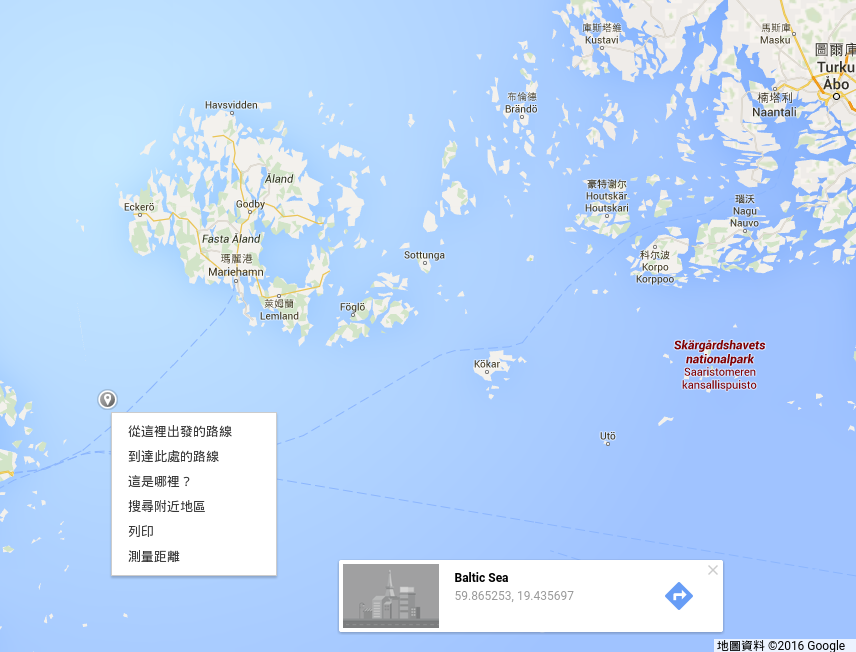 庫斯塔維
Kustavi
馬斯庫
Masku
圖爾庫
Turku
Åbo
楠塔利
Naantali
布倫德
Brändö
Havsvidden
Åland
Eckerö
Godby
Fasta Åland
瑪麗港
Mariehamn
萊姆蘭
Lemland
Föglö
Sottunga
豪特谢尔
Houtskär
Houtskari
瑞沃
Nagu
Nauvo
科尔波
Korpo
Korppoo
Kökar
Skärgårdshavets
nationalpark
Saaristomeren
kansallispuisto
Utö
從這裡出發的路線
到達此處的路線
這是哪裡？
搜尋附近地區
列印
測量距離
Baltic Sea
59.865253, 19.435697
地圖資料 ©2016 Google